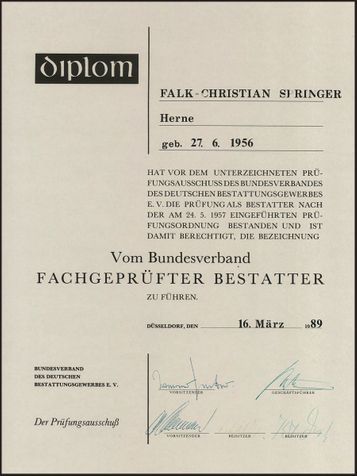 diplom
FALK-CHRISTIAN SPRINGER
Herne
geb. 27. 6. 1956
HAT VOR DEM UNTERZEICHNETEN PRÜ-
FUNGSAUSSCHUSS DES BUNDESVERBANDES
DES DEUTSCHEN BESTATTUNGSGEWERBES
E. V. DIE PRÜFUNG ALS BESTATTER NACH
DER AM 24. 5. 1957 EINGEFÜHRTEN PRÜ-
FUNGSORDNUNG BESTANDEN UND IST
DAMIT BERECHTIGT, DIE BEZEICHNUNG
Vom Bundesverband
FACHGEPRÜFTER BESTATTER
ZU FÜHREN.
DÜSSELDORF, DEN 16. März 1989
BUNDESVERBAND
DES DEUTSCHEN
BESTATTUNGSGEWERBES E. V.
VORSITZENDER GESCHÄFTSFÜHRER
Der Prüfungsausschuß
VORSITZENDER BEISITZER BEISITZER